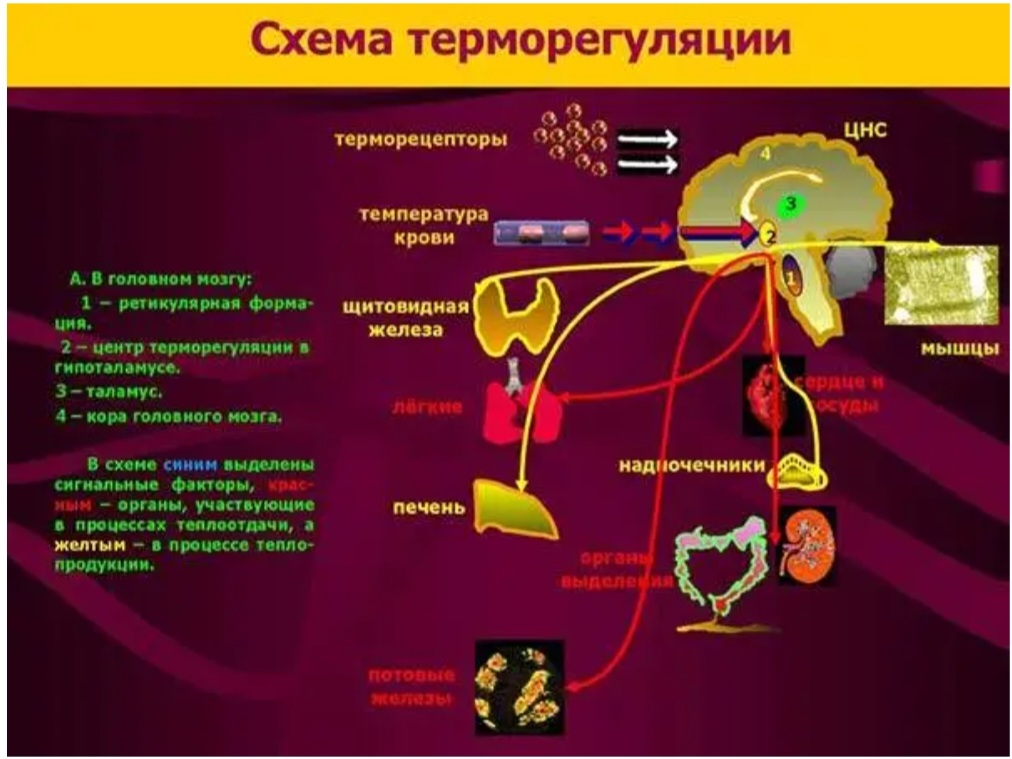 Схема терморегуляции
терморецепторы
ЦНС
4
3
температура
крови
2
1
А. В головном мозгу:
1 – ретикулярная форма-
ция.
2 – центр терморегуляции в
гипоталамусе.
3 – таламус.
4 – кора головного мозга.
В схеме синим выделены
сигнальные факторы, крас-
ным – органы, участвующие
в процессах теплоотдачи, а
желтым – в процессе тепло-
продукции.
щитовидная
железа
мышцы
лёгкие
сердце и
сосуды
надпочечники
печень
органы
выделения
потовые
железы